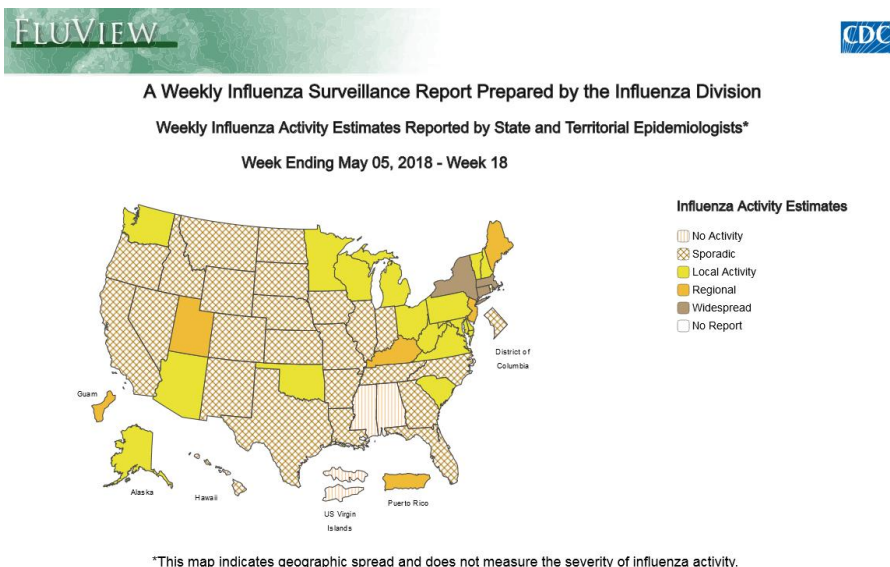 FLUVIEW
CDC
A Weekly Influenza Surveillance Report Prepared by the Influenza Division
Weekly Influenza Activity Estimates Reported by State and Territorial Epidemiologists*
Week Ending May 05, 2018 - Week 18
Influenza Activity Estimates
No Activity
Sporadic
Local Activity
Regional
Widespread
No Report
District of
Columbia
Guam
Alaska
Hawaii
US Virgin
Islands
Puerto Rico
*This map indicates geographic spread and does not measure the severity of influenza activity.